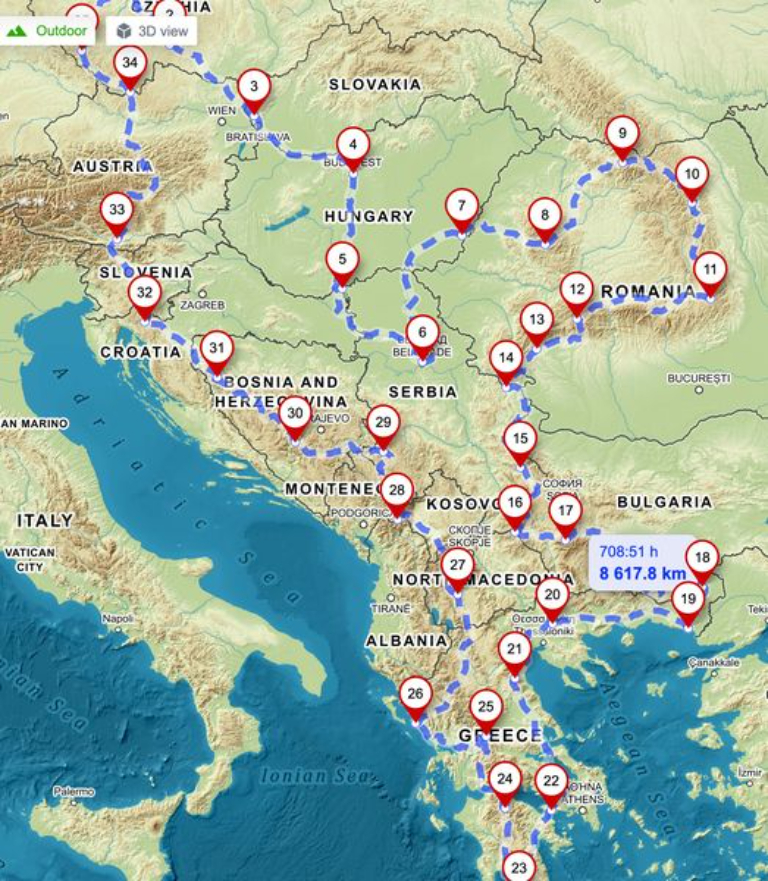 CZECHIA
2
Outdoor
3D view
34
3
SLOVAKIA
WIEN
BRATISLAVA
4
9
BUDAPEST
AUSTRIA
10
33
7
8
HUNGARY
5
11
SLOVENIA
32
12
ROMANIA
ZAGREB
13
6
БЕОГРАД
BELGRADE
31
CROATIA
14
BUCUREȘTI
BOSNIA AND
HERZEGOVINA
SERBIA
Adriatic Sea
30
SARAJEVO
29
AN MARINO
15
28
СОФИЯ
SOFIA
MONTENEGRO
KOSOVO
16
17
BULGARIA
PODGORICA
ITALY
СКОПЈЕ
SKOPJE
VATICAN
CITY
708:51 h
8 617.8 km
18
27
NORTH MACEDONIA
TIRANË
20
19
Napoli
Teki
Thessaloniki
ALBANIA
21
Çanakkale
26
25
GREECE
Aegean Sea
Ionian Sea
24
22
ΑΘΗΝΑ
ATHENS
İzmir
Palermo
23